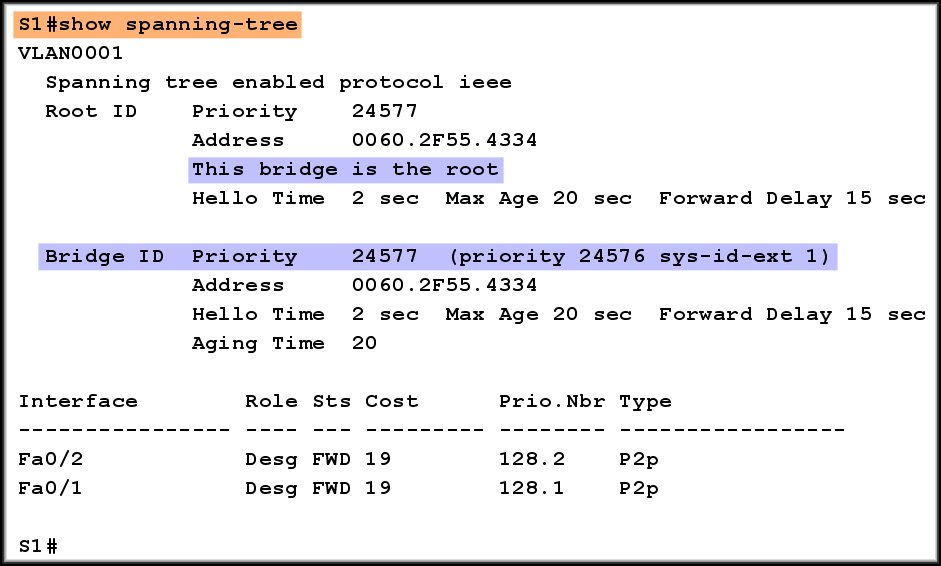 S1#show spanning-tree
VLAN0001
  Spanning tree enabled protocol ieee
  Root ID    Priority    24577
             Address     0060.2F55.4334
             This bridge is the root
             Hello Time  2 sec  Max Age 20 sec  Forward Delay 15 sec

  Bridge ID  Priority    24577  (priority 24576 sys-id-ext 1)
             Address     0060.2F55.4334
             Hello Time  2 sec  Max Age 20 sec  Forward Delay 15 sec
             Aging Time  20

Interface        Role Sts Cost      Prio.Nbr Type
---------------- ---- --- --------- -------- -----------------
Fa0/2            Desg FWD 19        128.2    P2p
Fa0/1            Desg FWD 19        128.1    P2p

S1#